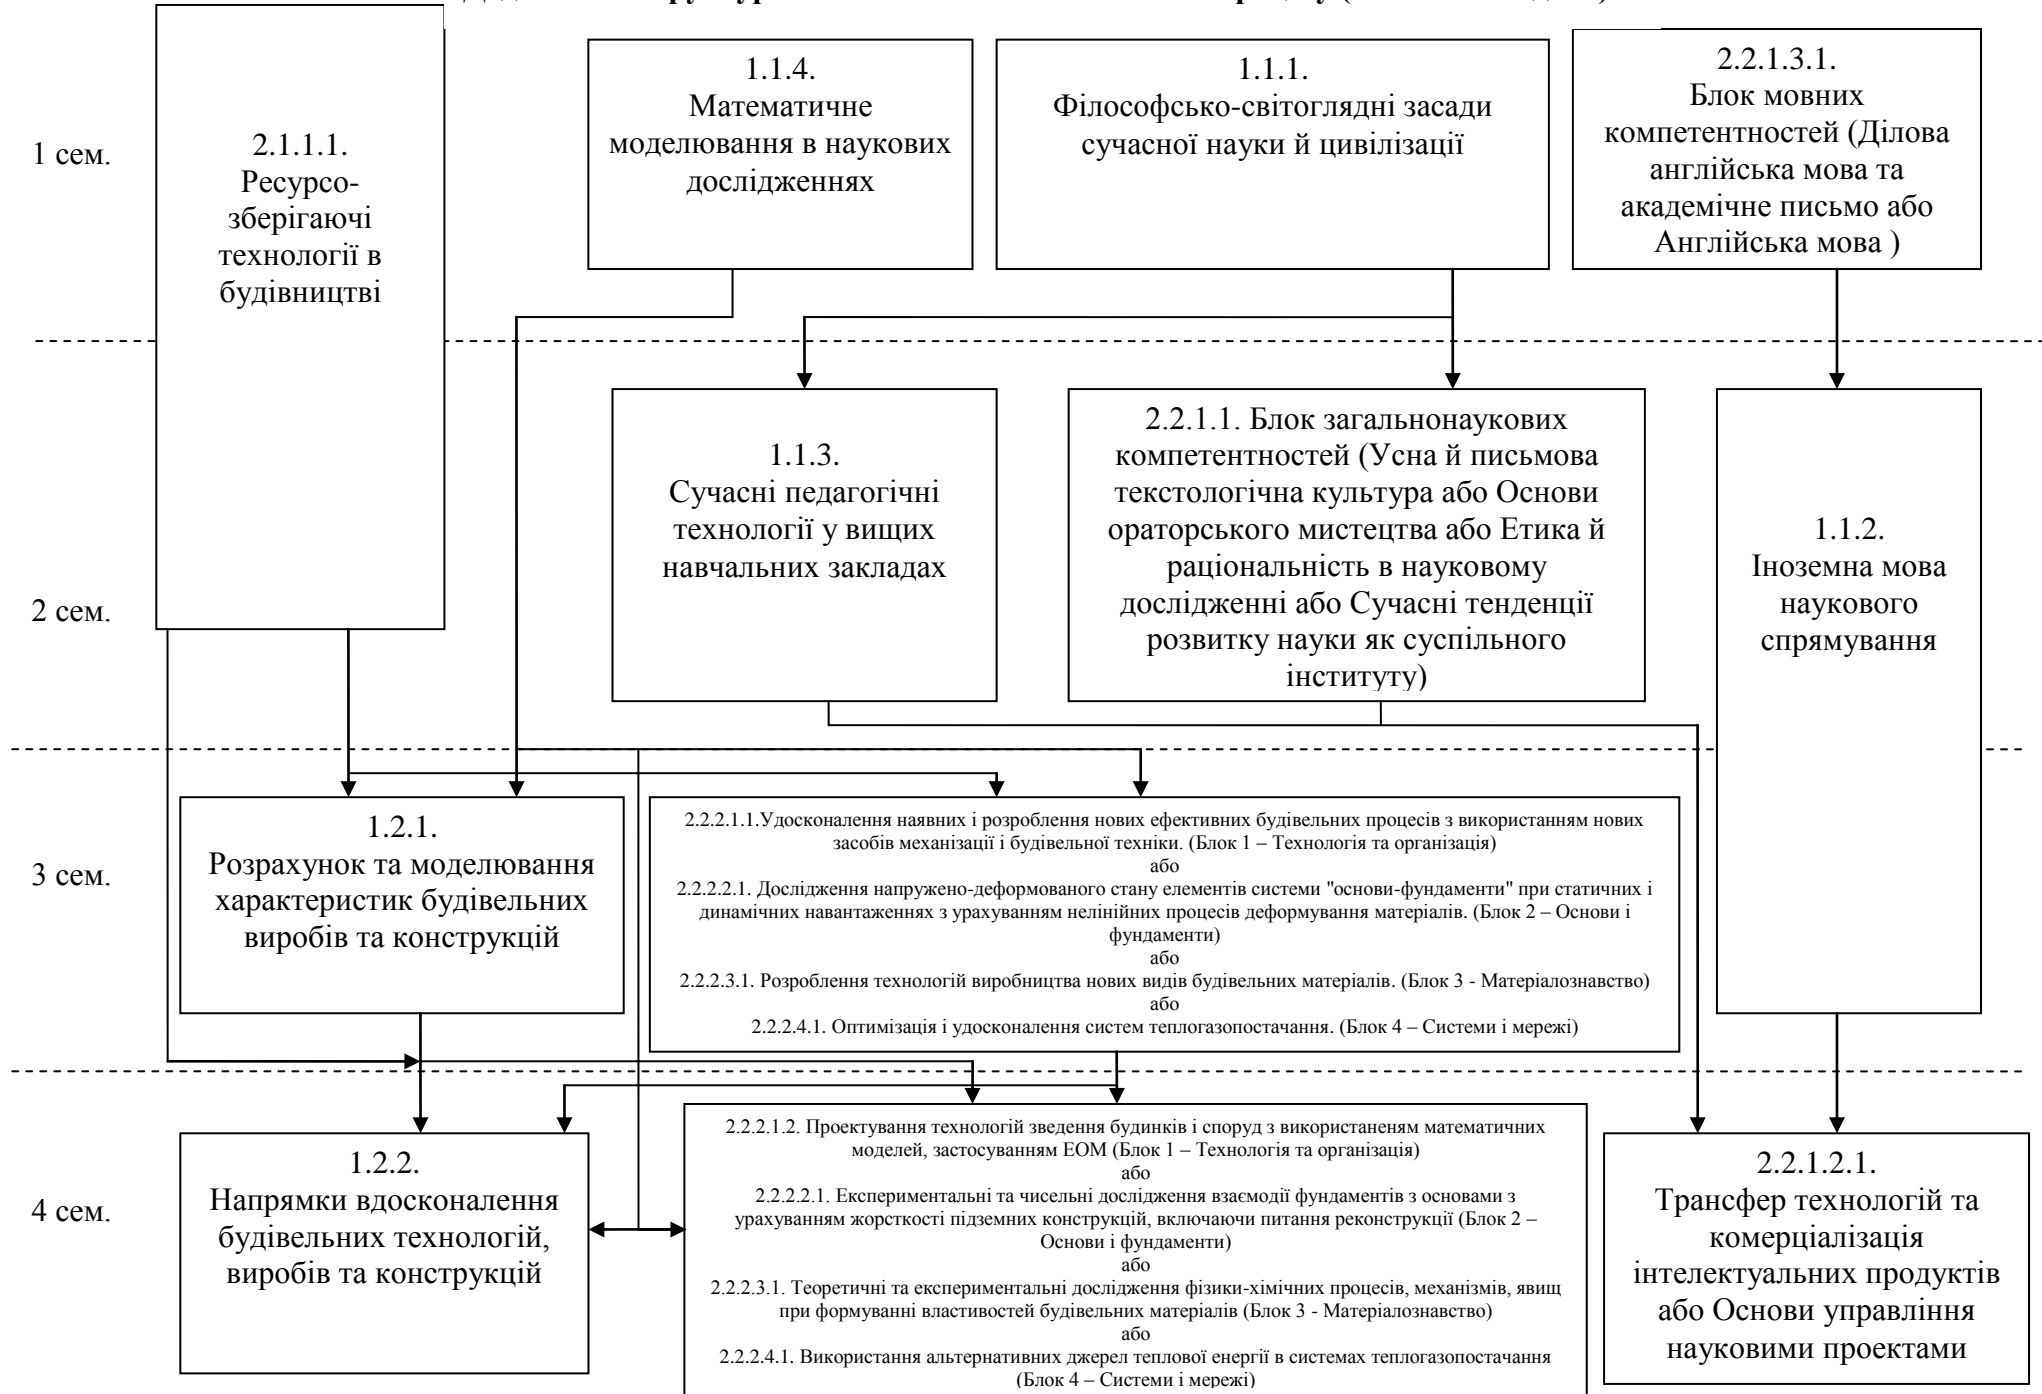 1 сем.
2.1.1.1.
Ресурсо-
зберігаючі
технології в
будівництві
1.1.4.
Математичне
моделювання в наукових
дослідженнях
1.1.1.
Філософсько-світоглядні засади
сучасної науки й цивілізації
2.2.1.3.1.
Блок мовних
компетентностей (Ділова
англійська мова та
академічне письмо або
Англійська мова )
2 сем.
1.1.3.
Сучасні педагогічні
технології у вищих
навчальних закладах
2.2.1.1. Блок загальнонаукових
компетентностей (Усна й письмова
текстологічна культура або Основи
ораторського мистецтва або Етика й
раціональність в науковому
дослідженні або Сучасні тенденції
розвитку науки як суспільного
інституту)
1.1.2.
Іноземна мова
наукового
спрямування
3 сем.
1.2.1.
Розрахунок та моделювання
характеристик будівельних
виробів та конструкцій
2.2.2.1.1.Удосконалення наявних і розроблення нових ефективних будівельних процесів з використанням нових
засобів механізації і будівельної техніки. (Блок 1 – Технологія та організація)
або
2.2.2.2.1. Дослідження напружено-деформованого стану елементів системи "основи-фундаменти" при статичних і
динамічних навантаженнях з урахуванням нелінійних процесів деформування матеріалів. (Блок 2 – Основи і
фундаменти)
або
2.2.2.3.1. Розроблення технологій виробництва нових видів будівельних матеріалів. (Блок 3 - Матеріалознавство)
або
2.2.2.4.1. Оптимізація і удосконалення систем теплогазопостачання. (Блок 4 – Системи і мережі)
4 сем.
1.2.2.
Напрямки вдосконалення
будівельних технологій,
виробів та конструкцій
2.2.2.1.2. Проектування технологій зведення будинків і споруд з використаненям математичних
моделей, застосуванням ЕОМ (Блок 1 – Технологія та організація)
або
2.2.2.2.1. Експериментальні та чисельні дослідження взаємодії фундаментів з основами з
урахуванням жорсткості підземних конструкцій, включаючи питання реконструкції (Блок 2 –
Основи і фундаменти)
або
2.2.2.3.1. Теоретичні та експериментальні дослідження фізики-хімічних процесів, механізмів, явищ
при формуванні властивостей будівельних матеріалів (Блок 3 - Матеріалознавство)
або
2.2.2.4.1. Використання альтернативних джерел теплової енергії в системах теплогазопостачання
(Блок 4 – Системи і мережі)
2.2.1.2.1.
Трансфер технологій та
комерціалізація
інтелектуальних продуктів
або Основи управління
науковими проектами